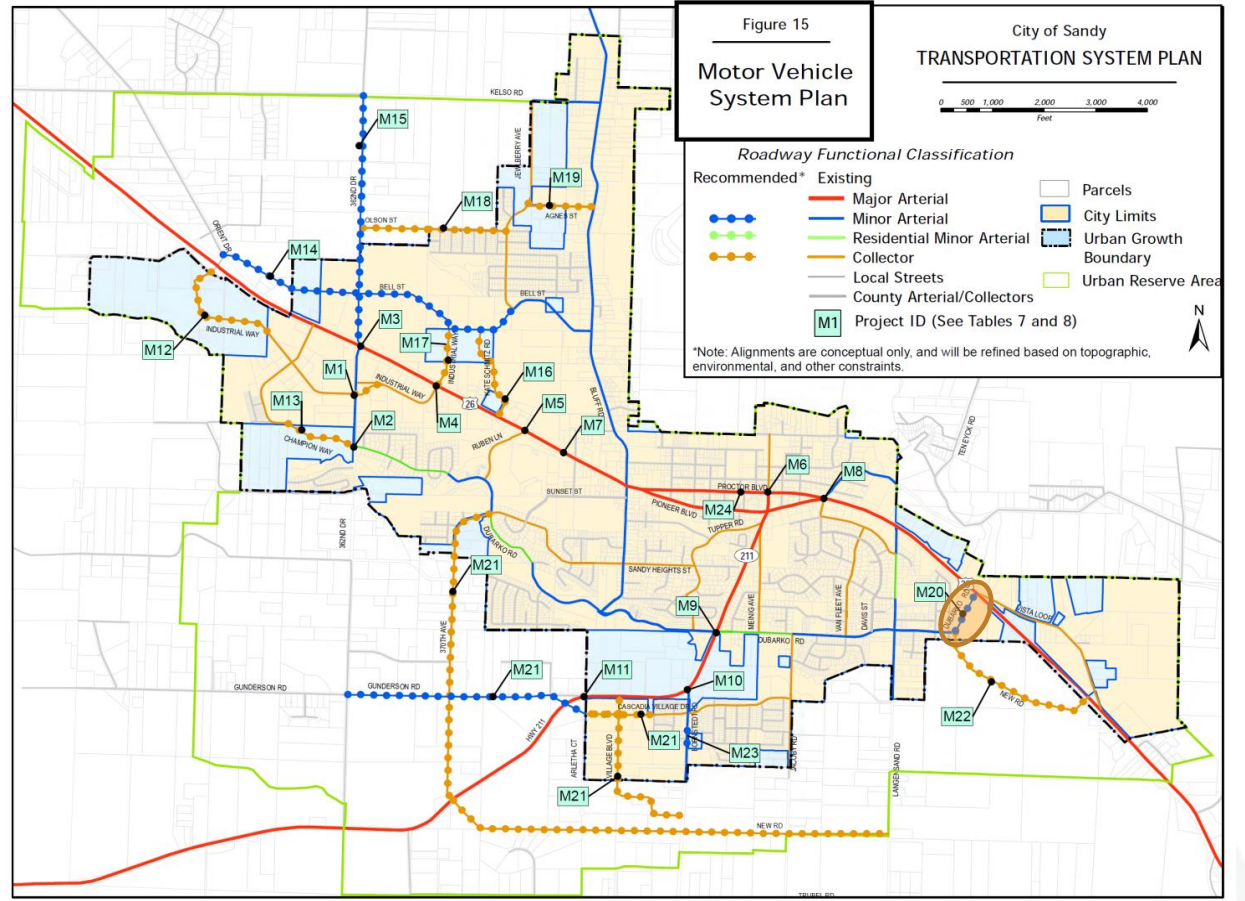 Figure 15
Motor Vehicle
System Plan
City of Sandy
TRANSPORTATION SYSTEM PLAN
0 500 1,000 2,000 3,000 4,000
Feet
Roadway Functional Classification
Recommended* Existing
Major Arterial
Minor Arterial
Residential Minor Arterial
Collector
Local Streets
County Arterial/Collectors
M1 Project ID (See Tables 7 and 8)
Parcels
City Limits
Urban Growth
Boundary
Urban Reserve Area
N
*Note: Alignments are conceptual only, and will be refined based on topographic,
environmental, and other constraints.
KELSO RD
M15
JEWELBERRY AVE
362ND DR
M19
M18
OLSON ST
AGNES ST
ORIENT DR
M14
BELL ST
BELL ST
M3
INDUSTRIAL WAY
M12
M17
INDUSTRIAL WAY
M1
INDUSTRIAL WAY
M16
M4
26
BLUFF RD
M13
M2
M5
M7
CHAMPION WAY
RUBEN LN
TEN EYCK RD
M6
M8
SUNSET ST
PROCTOR BLVD
PIONEER BLVD
M24
TUPPER RD
362ND DR
DUBARKO RD
211
SANDY HEIGHTS ST
M21
M20
DUBARKO RD
VISTA LOOP
370TH AVE
M9
MEINIG AVE
VAN FLEET AVE
DAVIS ST
DUBARKO RD
GUNDERSON RD
GUNDERSON RD
M21
M11
M10
M22
NEW RD
CASCADIA VILLAGE DR
M21
M23
HWY 211
ARLETHA CT
VILLAGE BLVD
JACOBY RD
LANGENSAND RD
M21
NEW RD